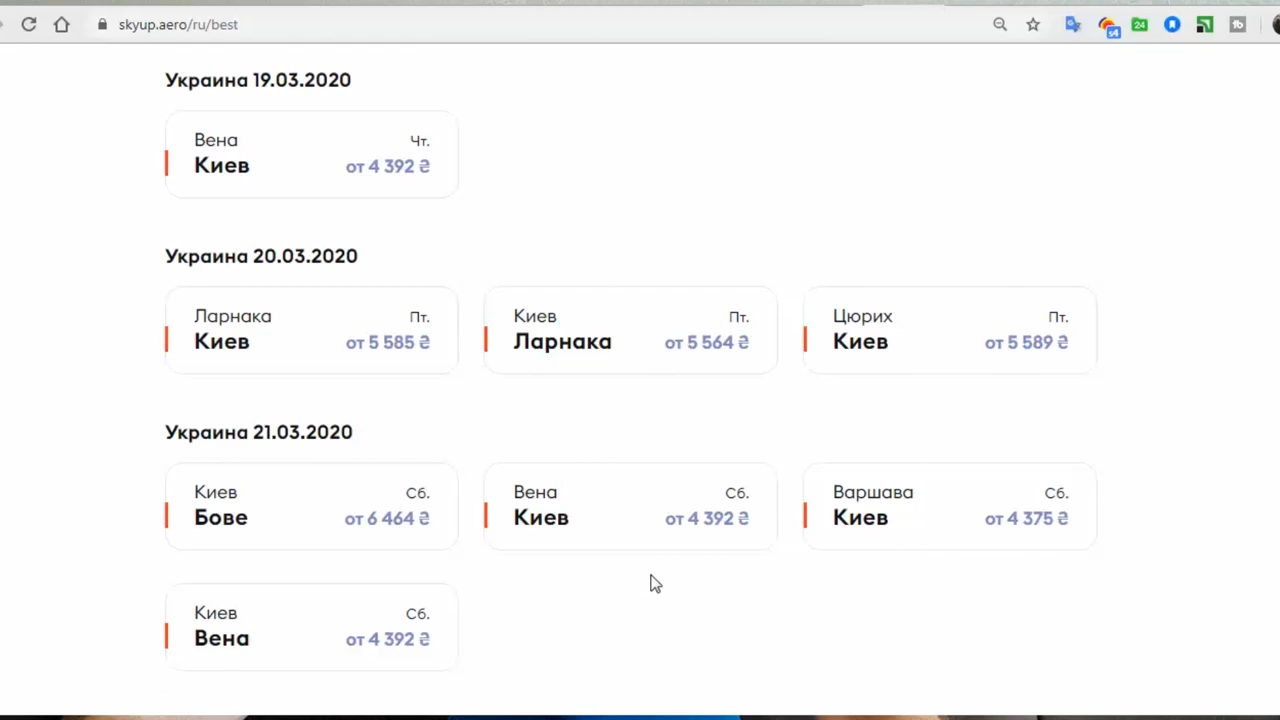 skyup.aero/ru/best
24
s4
Украина 19.03.2020
Вена Чт.
Киев от 4 392 ₴
Украина 20.03.2020
Ларнака Пт.
Киев от 5 585 ₴
Киев Пт.
Ларнака от 5 564 ₴
Цюрих Пт.
Киев от 5 589 ₴
Украина 21.03.2020
Киев Сб.
Бове от 6 464 ₴
Вена Сб.
Киев от 4 392 ₴
Варшава Сб.
Киев от 4 375 ₴
Киев Сб.
Вена от 4 392 ₴